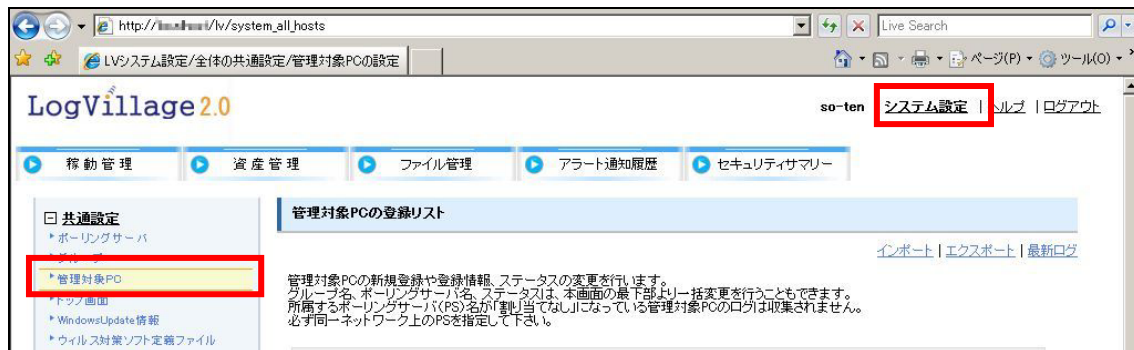 /lv/system_all_hosts
Live Search
LVシステム設定/全体の共通設定/管理対象PCの設定
ページ(P)
ツール(O)
LogVillage 2.0
so-ten システム設定 | ヘルプ | ログアウト
稼動管理
資産管理
ファイル管理
アラート通知履歴
セキュリティサマリー
共通設定
ポーリングサーバ
グループ
管理対象PC
トップ画面
WindowsUpdate情報
ウィルス対策ソフト定義ファイル
管理対象PCの登録リスト
インポート | エクスポート | 最新ログ
管理対象PCの新規登録や登録情報、ステータスの変更を行います。
グループ名、ポーリングサーバ名、ステータスは、本画面の最下部より一括変更を行うこともできます。
所属するポーリングサーバ(PS)名が「割り当てなし」になっている管理対象PCのログは収集されません。
必ず同一ネットワーク上のPSを指定して下さい。